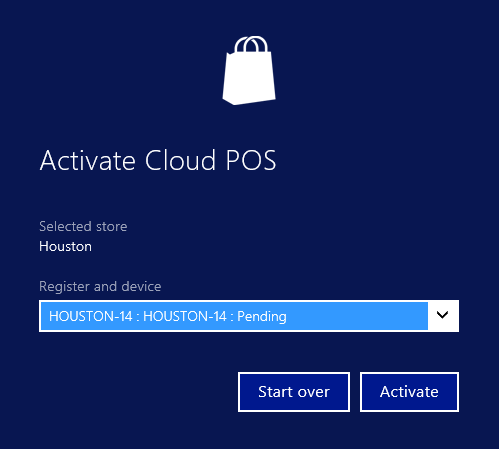 Activate Cloud POS
Selected store
Houston
Register and device
HOUSTON-14 : HOUSTON-14 : Pending
Start over Activate